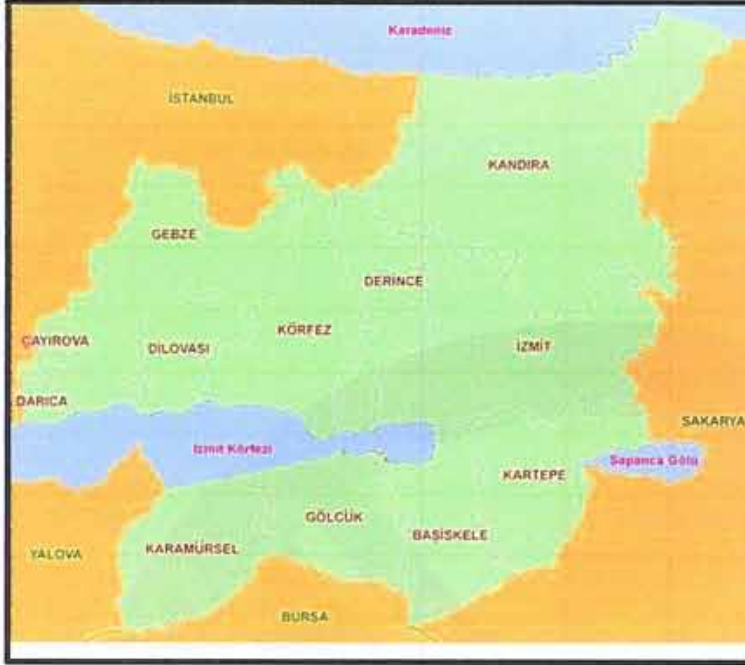 Karadeniz
İSTANBUL
KANDIRA
GEBZE
DERİNCE
KÖRFEZ
ÇAYIROVA
DİLOVASI
İZMİT
DARICA
SAKARYA
İzmit Körfezi
Sapanca Gölü
KARTEPE
GÖLCÜK
BAŞİSKELE
KARAMÜRSEL
YALOVA
BURSA